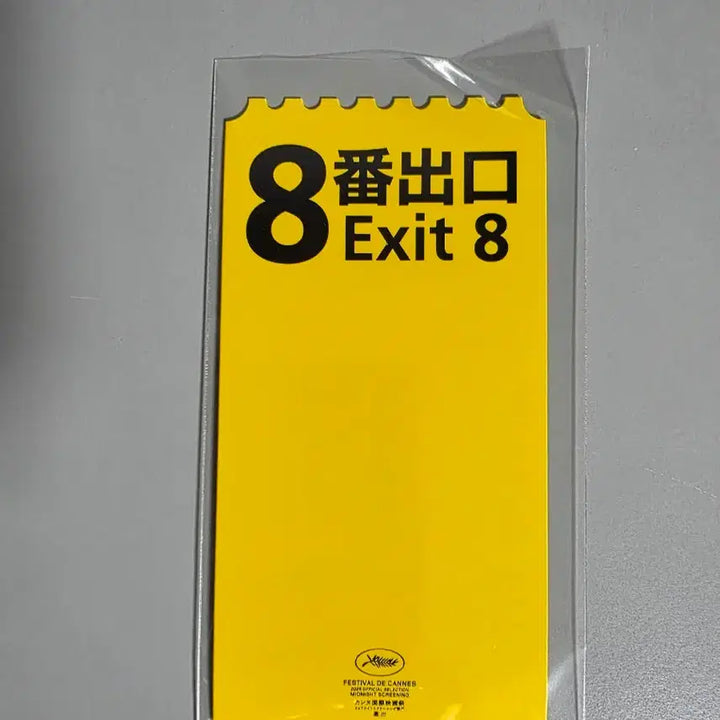 8番出口
Exit 8
FESTIVAL DE CANNES
2025 OFFICIAL SELECTION
MIDNIGHT SCREENING
カンヌ国際映画祭